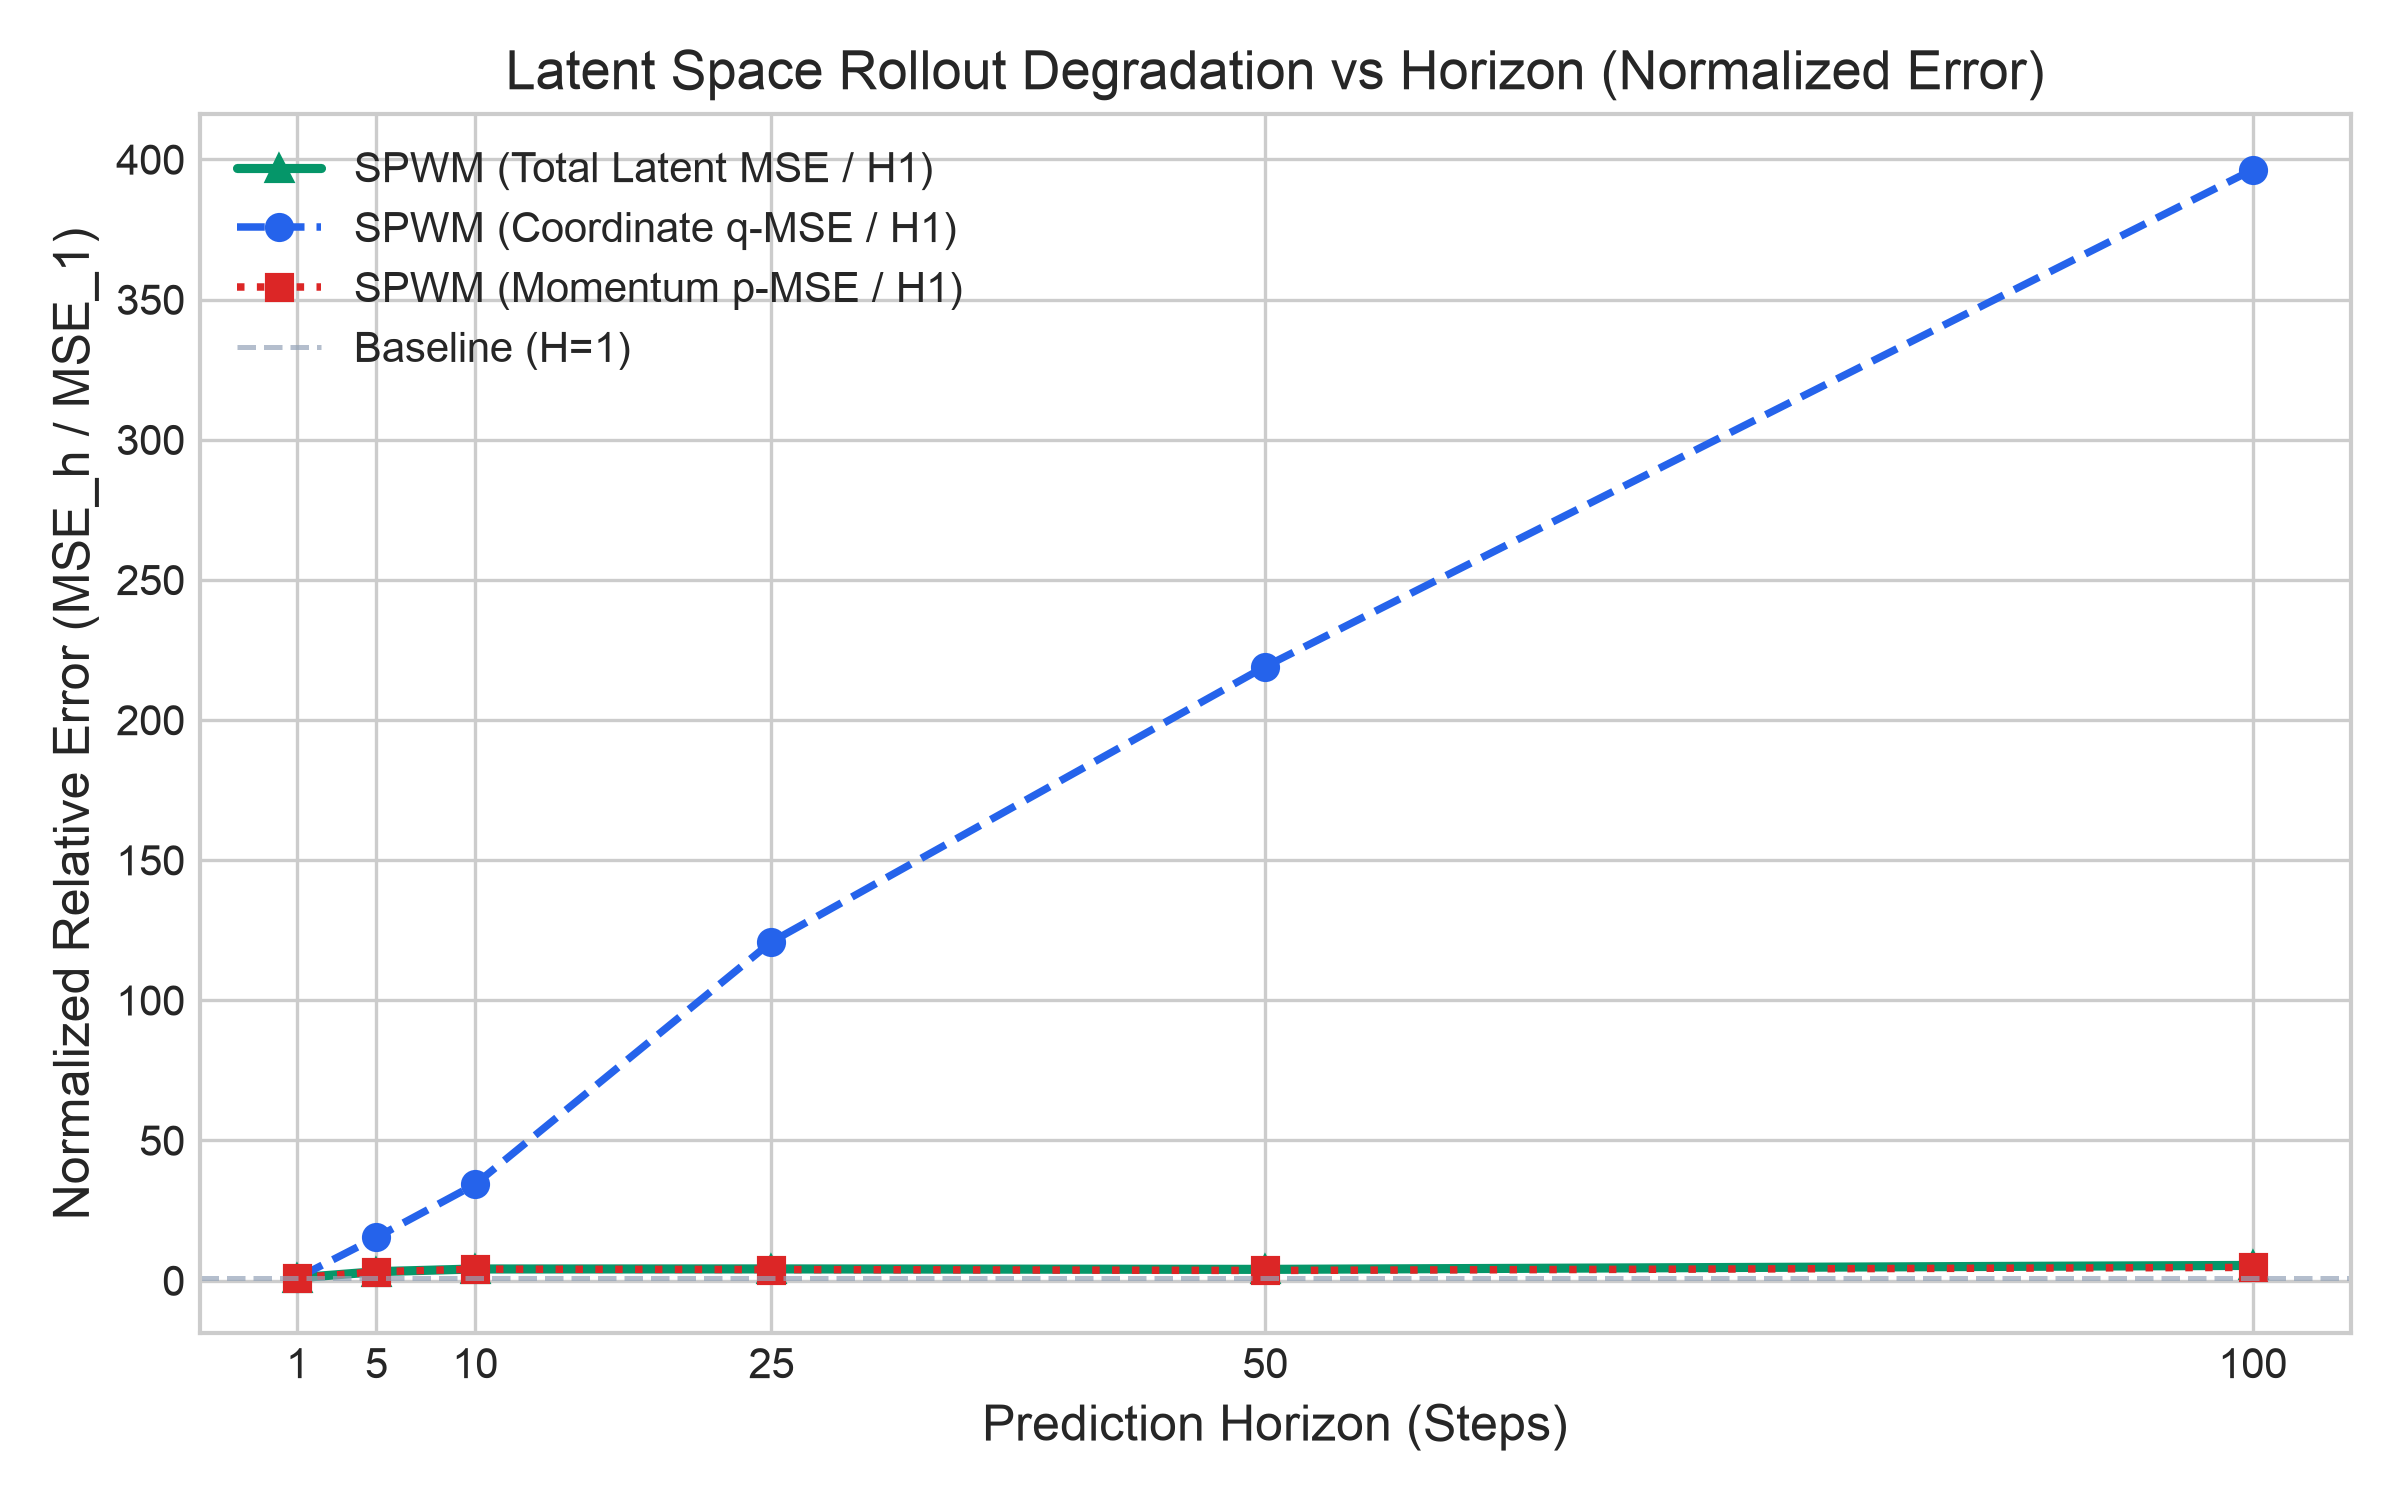 Latent Space Rollout Degradation vs Horizon (Normalized Error)
SPWM (Total Latent MSE / H1)
SPWM (Coordinate q-MSE / H1)
SPWM (Momentum p-MSE / H1)
Baseline (H=1)
Normalized Relative Error (MSE_h / MSE_1)
400
350
300
250
200
150
100
50
0
1 5 10 25 50 100
Prediction Horizon (Steps)